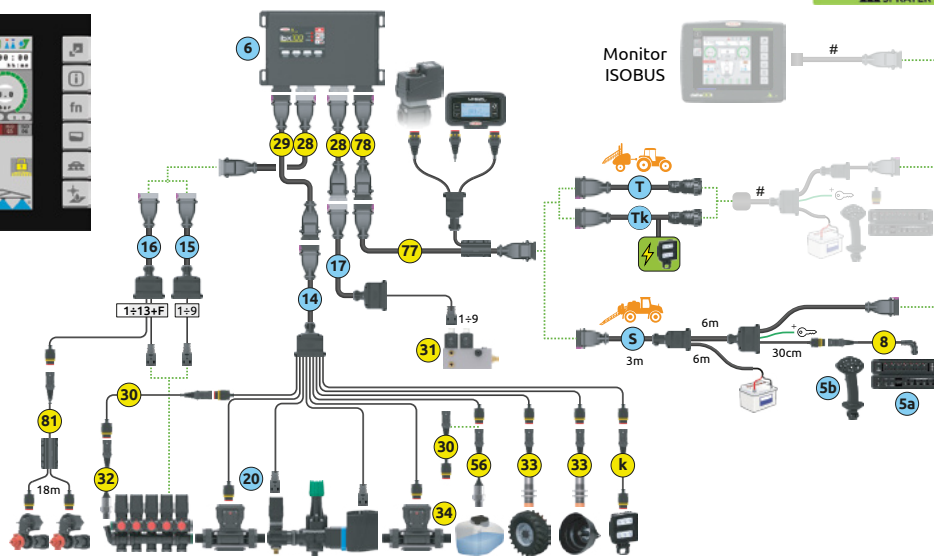 SPRAYER
Monitor
ISOBUS
#
6
fn
29
28
28
78
T
#
Tk
16
15
17
77
14
1÷13+F
1÷9
1÷9
31
S
6m
3m
6m
30cm
8
5b
5a
30
81
18m
32
20
34
30
56
33
33
k